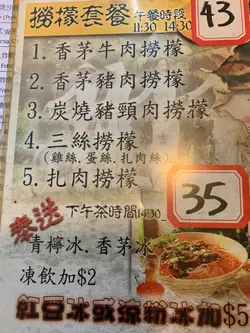 撈檬套餐 午餐時段 11:30 14:30 43
1. 香茅牛肉撈檬
2. 香茅豬肉撈檬
3. 炭燒豬頸肉撈檬
4. 三絲撈檬
(雞絲、蛋絲、扎肉絲)
5. 扎肉撈檬
35
奉送 下午茶時間 14:30
青檸冰.香茅冰
凍飲加$2
紅豆冰或涼粉冰加$5